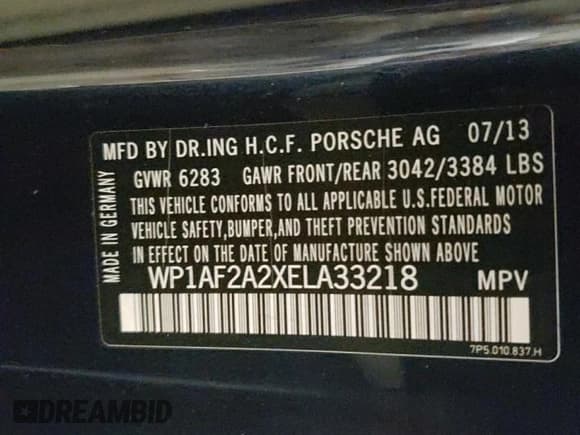 MFD BY DR.ING H.C.F. PORSCHE AG 07/13
GVWR 6283 GAWR FRONT/REAR 3042/3384 LBS
THIS VEHICLE CONFORMS TO ALL APPLICABLE U.S.FEDERAL MOTOR
VEHICLE SAFETY,BUMPER,AND THEFT PREVENTION STANDARDS
IN EFFECT ON THE DATE OF MANUFACTURE SHOWN ABOVE
MADE IN GERMANY
WP1AF2A2XELA33218 MPV
7P5.010.837.H
DREAMBID